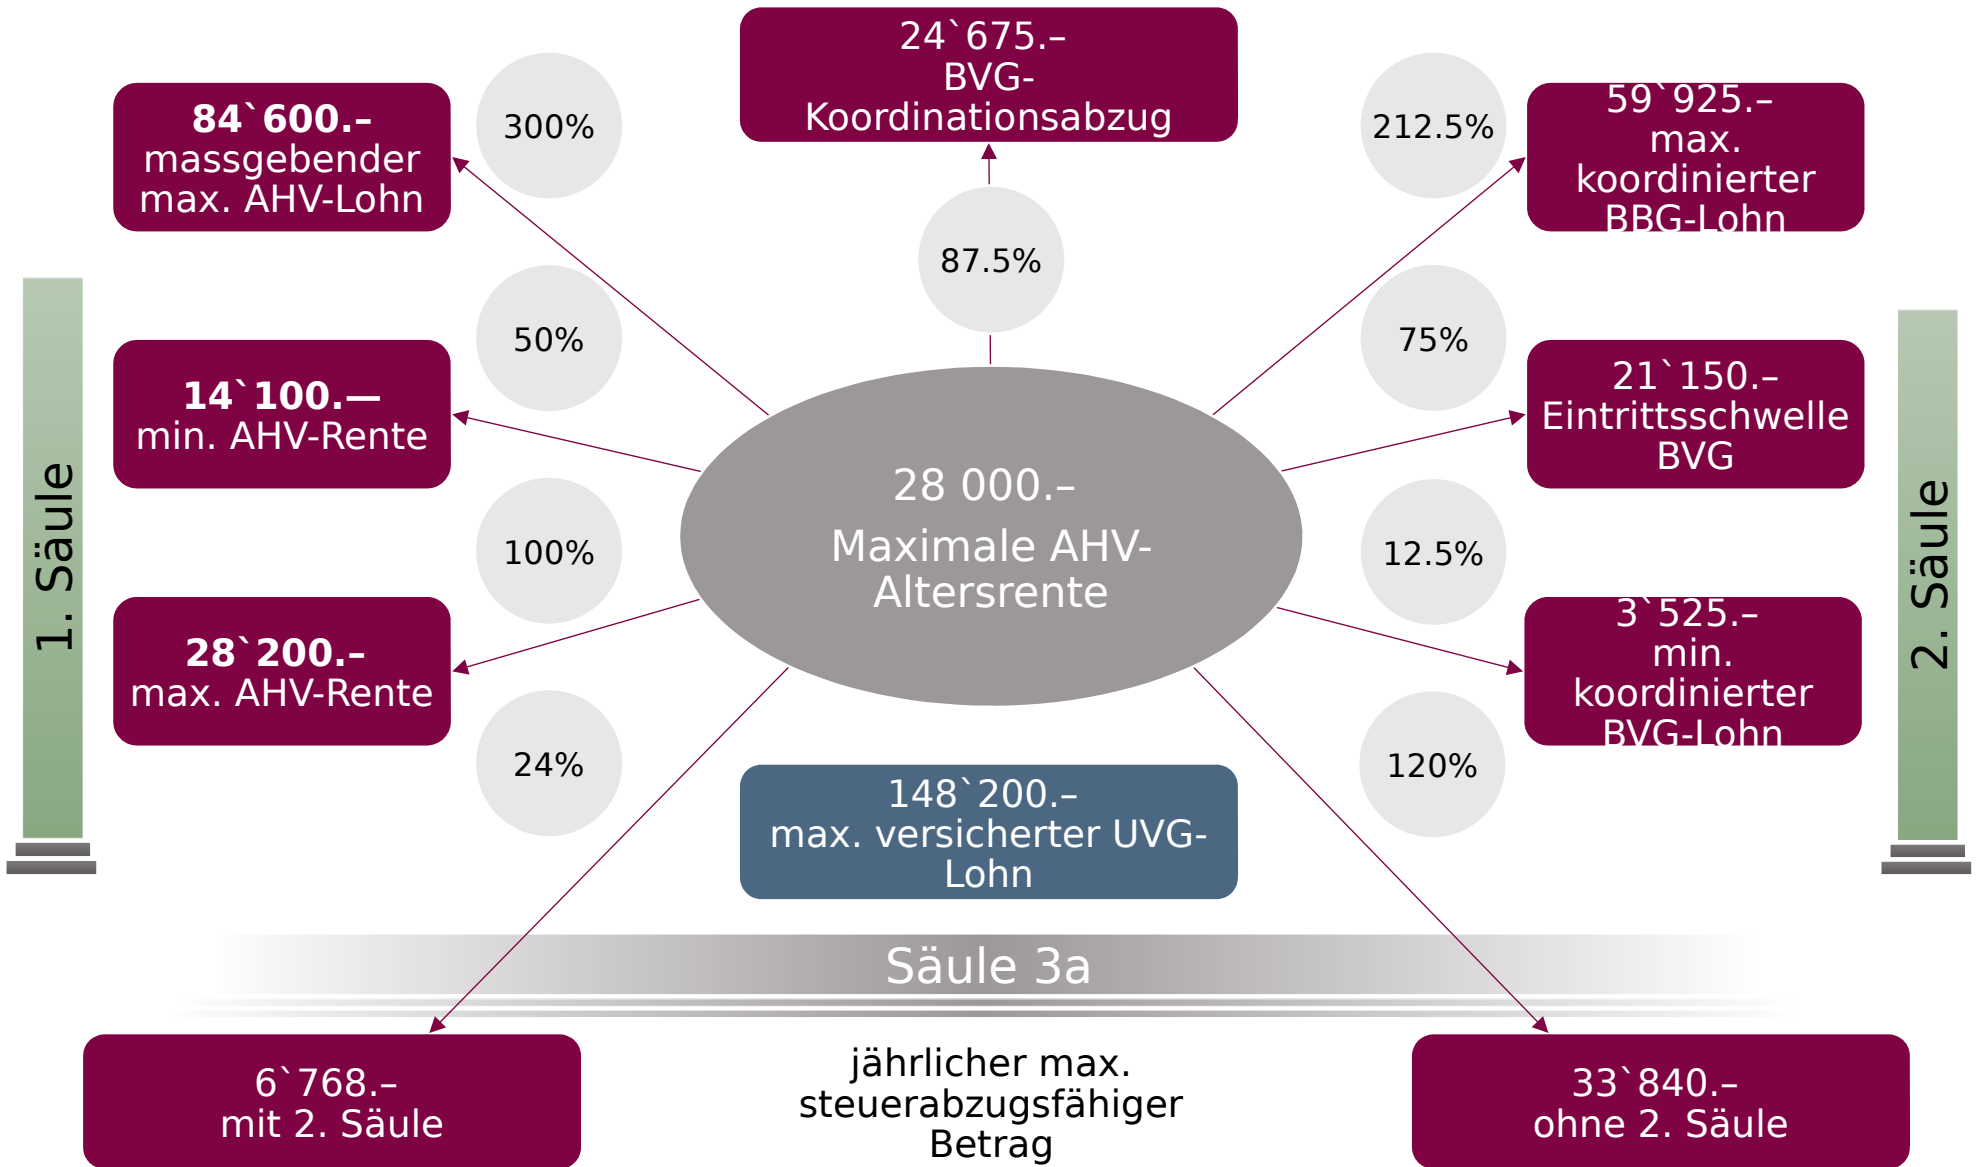 24`675.–
BVG-
Koordinationsabzug
84`600.–
massgebender
max. AHV-Lohn
300%
212.5%
59`925.–
max.
koordinierter
BBG-Lohn
87.5%
14`100.—
min. AHV-Rente
50%
75%
21`150.–
Eintrittsschwelle
BVG
1. Säule
28 000.–
Maximale AHV-
Altersrente
2. Säule
28`200.–
max. AHV-Rente
100%
12.5%
3`525.–
min.
koordinierter
BVG-Lohn
24%
120%
148`200.–
max. versicherter UVG-
Lohn
Säule 3a
6`768.–
mit 2. Säule
jährlicher max.
steuerabzugsfähiger
Betrag
33`840.–
ohne 2. Säule